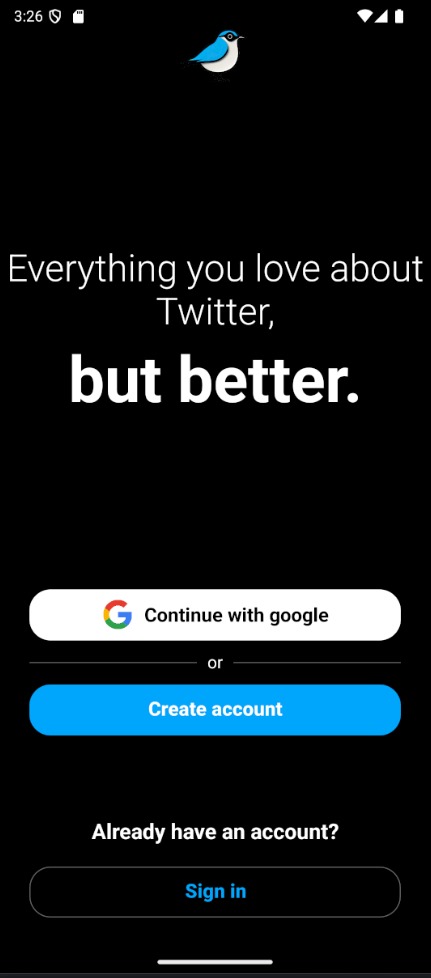 3:26
Everything you love about
Twitter,
but better.
Continue with google
or
Create account
Already have an account?
Sign in